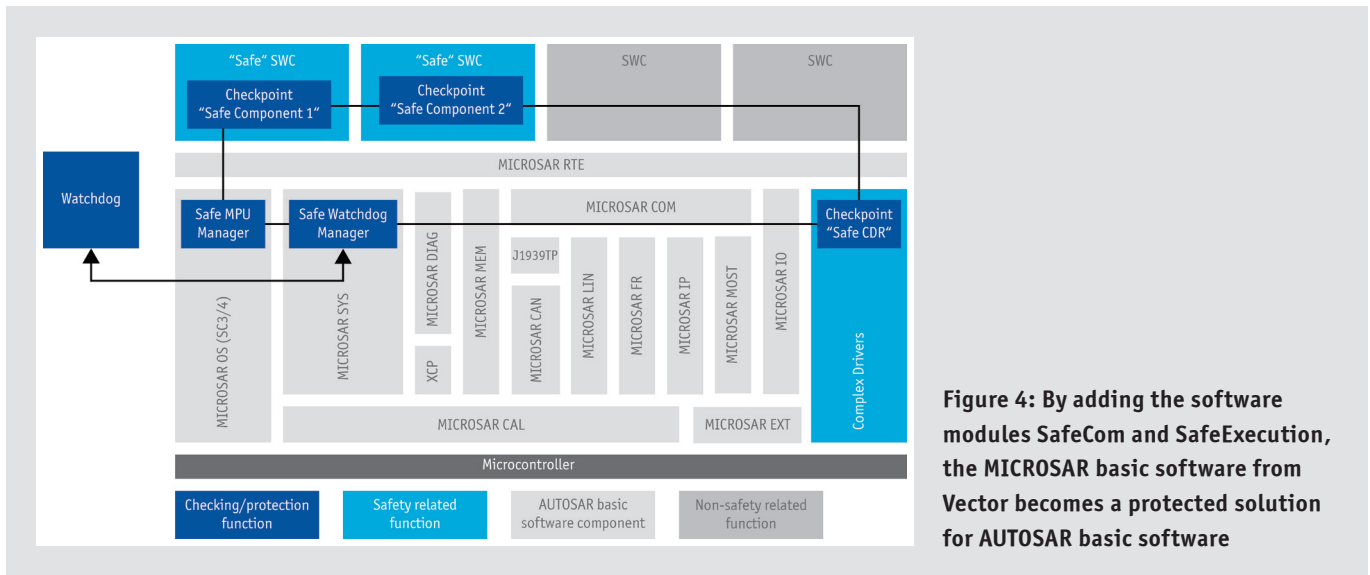 “Safe“ SWC
“Safe“ SWC
SWC
SWC
Checkpoint
“Safe Component 1“
Checkpoint
“Safe Component 2“
MICROSAR RTE
Watchdog
Safe MPU
Manager
Safe Watchdog
Manager
MICROSAR COM
Checkpoint
“Safe CDR“
MICROSAR OS (SC3/4)
MICROSAR SYS
MICROSAR DIAG
XCP
MICROSAR MEM
J1939TP
MICROSAR CAN
MICROSAR LIN
MICROSAR FR
MICROSAR IP
MICROSAR MOST
MICROSAR IO
Complex Drivers
MICROSAR CAL
MICROSAR EXT
Microcontroller
Checking/protection
function
Safety related
function
AUTOSAR basic
software component
Non-safety related
function
Figure 4: By adding the software
modules SafeCom and SafeExecution,
the MICROSAR basic software from
Vector becomes a protected solution
for AUTOSAR basic software